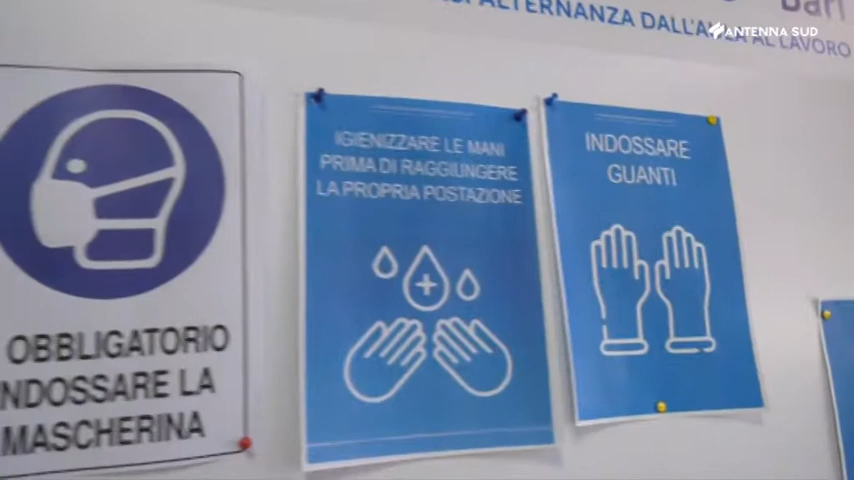 ALTERNANZA DALL'A AL LAVORO
Bari
ANTENNA SUD
OBBLIGATORIO
INDOSSARE LA
MASCHERINA
IGIENIZZARE LE MANI
PRIMA DI RAGGIUNGERE
LA PROPRIA POSTAZIONE
INDOSSARE
GUANTI